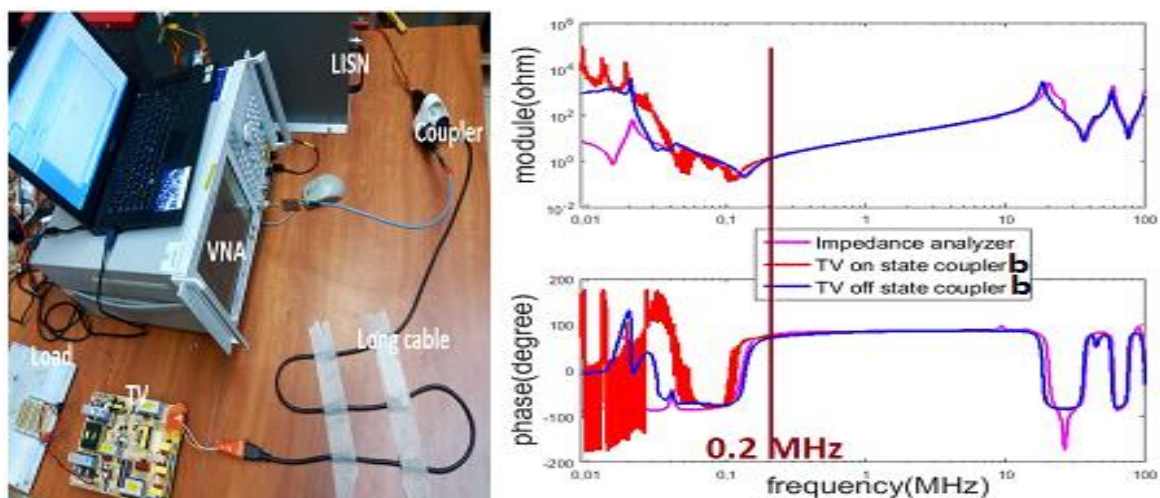 LISN
Coupler
VNA
Load
TV
Long cable
module(ohm)
10^6
10^4
10^2
10^0
10^-2
0,01
0,1
1
10
100
Impedance analyzer
TV on state coupler b
TV off state coupler b
phase(degree)
200
100
0
-100
-200
0.2 MHz
0,01
0,1
1
10
100
frequency(MHz)